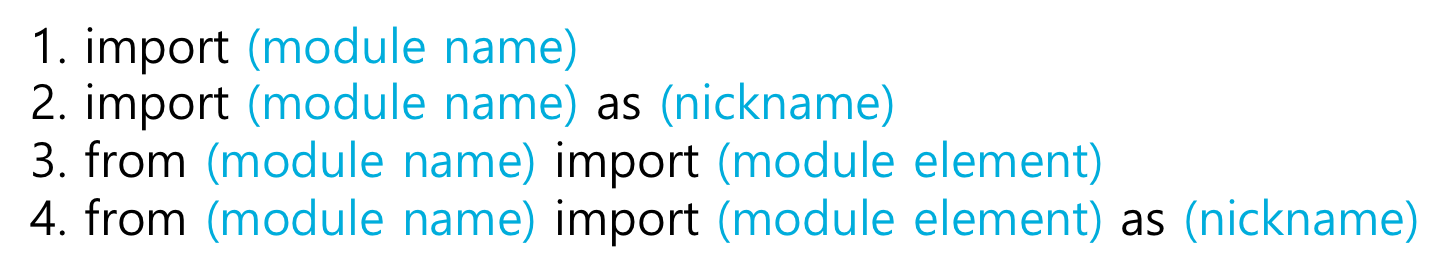 1. import (module name)
2. import (module name) as (nickname)
3. from (module name) import (module element)
4. from (module name) import (module element) as (nickname)